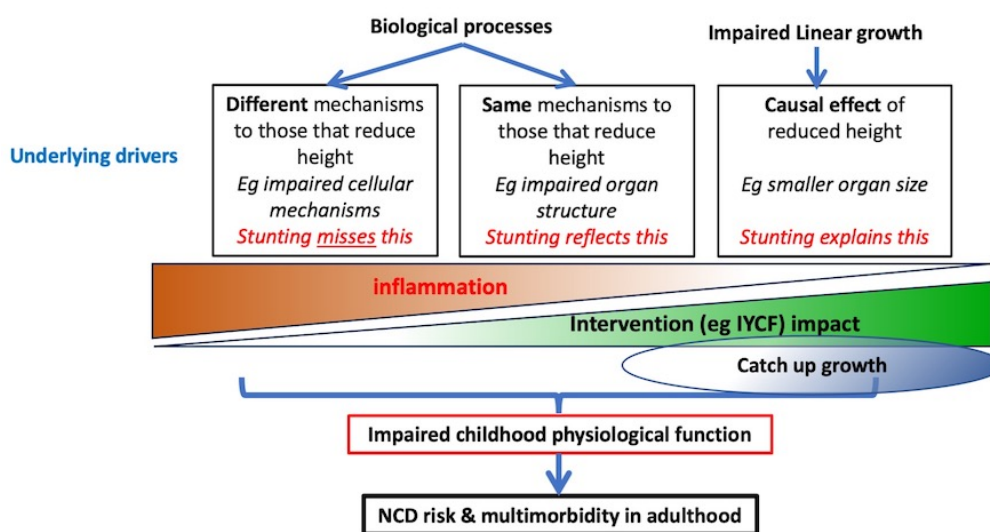 Biological processes
Impaired Linear growth
Underlying drivers
Different mechanisms
to those that reduce
height
Eg impaired cellular
mechanisms
Stunting misses this
Same mechanisms to
those that reduce
height
Eg impaired organ
structure
Stunting reflects this
Causal effect of
reduced height
Eg smaller organ size
Stunting explains this
inflammation
Intervention (eg IYCF) impact
Catch up growth
Impaired childhood physiological function
NCD risk & multimorbidity in adulthood